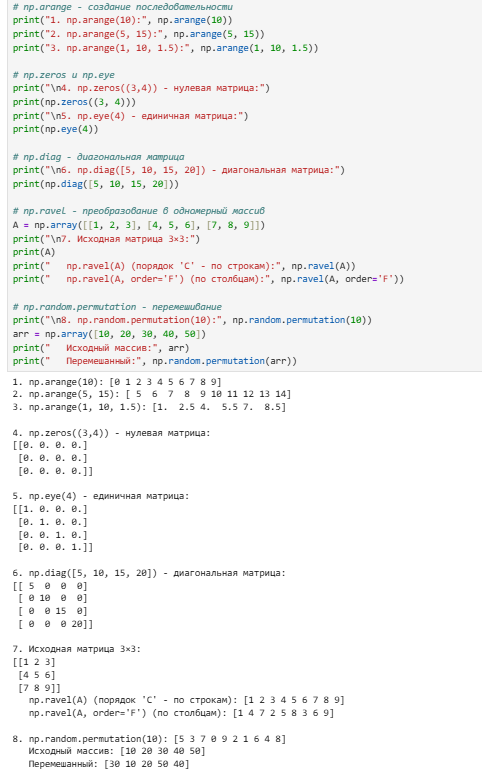 # np.arange - создание последовательности
print("1. np.arange(10):", np.arange(10))
print("2. np.arange(5, 15):", np.arange(5, 15))
print("3. np.arange(1, 10, 1.5):", np.arange(1, 10, 1.5))

# np.zeros и np.eye
print("\n4. np.zeros((3,4)) - нулевая матрица:")
print(np.zeros((3, 4)))
print("\n5. np.eye(4) - единичная матрица:")
print(np.eye(4))

# np.diag - диагональная матрица
print("\n6. np.diag([5, 10, 15, 20]) - диагональная матрица:")
print(np.diag([5, 10, 15, 20]))

# np.ravel - преобразование в одномерный массив
A = np.array([[1, 2, 3], [4, 5, 6], [7, 8, 9]])
print("\n7. Исходная матрица 3×3:")
print(A)
print("   np.ravel(A) (порядок 'C' - по строкам):", np.ravel(A))
print("   np.ravel(A, order='F') (по столбцам):", np.ravel(A, order='F'))

# np.random.permutation - перемешивание
print("\n8. np.random.permutation(10):", np.random.permutation(10))
arr = np.array([10, 20, 30, 40, 50])
print("   Исходный массив:", arr)
print("   Перемешанный:", np.random.permutation(arr))
1. np.arange(10): [0 1 2 3 4 5 6 7 8 9]
2. np.arange(5, 15): [ 5  6  7  8  9 10 11 12 13 14]
3. np.arange(1, 10, 1.5): [1.  2.5 4.  5.5 7.  8.5]

4. np.zeros((3,4)) - нулевая матрица:
[[0. 0. 0. 0.]
 [0. 0. 0. 0.]
 [0. 0. 0. 0.]]

5. np.eye(4) - единичная матрица:
[[1. 0. 0. 0.]
 [0. 1. 0. 0.]
 [0. 0. 1. 0.]
 [0. 0. 0. 1.]]

6. np.diag([5, 10, 15, 20]) - диагональная матрица:
[[ 5  0  0  0]
 [ 0 10  0  0]
 [ 0  0 15  0]
 [ 0  0  0 20]]

7. Исходная матрица 3×3:
[[1 2 3]
 [4 5 6]
 [7 8 9]]
   np.ravel(A) (порядок 'C' - по строкам): [1 2 3 4 5 6 7 8 9]
   np.ravel(A, order='F') (по столбцам): [1 4 7 2 5 8 3 6 9]

8. np.random.permutation(10): [5 3 7 0 9 2 1 6 4 8]
   Исходный массив: [10 20 30 40 50]
   Перемешанный: [30 10 20 50 40]